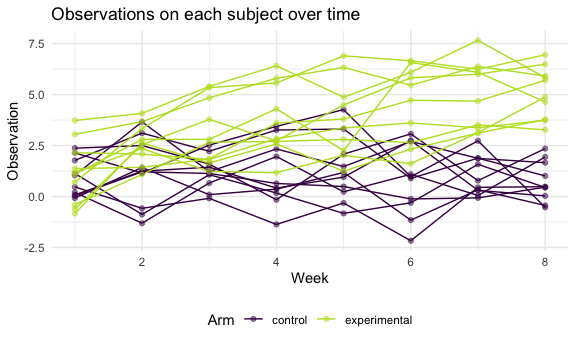 Observations on each subject over time
Observation
7.5
5.0
2.5
0.0
-2.5
2 4 6 8
Week
Arm control experimental